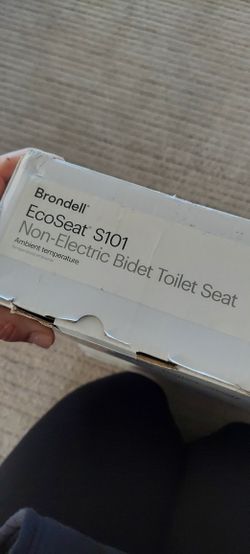 Brondell®
EcoSeat® S101
Non-Electric Bidet Toilet Seat
Ambient temperature